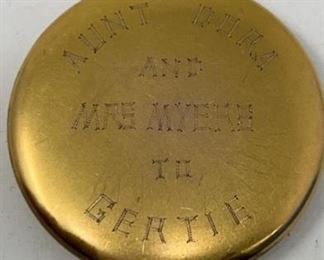 AUNT DORA
AND
MRS MYERS
TO
GERTIE